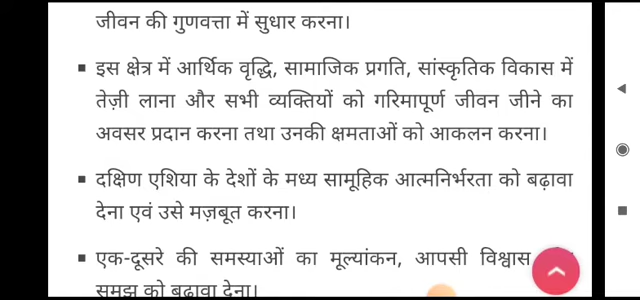 जीवन की गुणवत्ता में सुधार करना।
इस क्षेत्र में आर्थिक वृद्धि, सामाजिक प्रगति, सांस्कृतिक विकास में
तेज़ी लाना और सभी व्यक्तियों को गरिमापूर्ण जीवन जीने का
अवसर प्रदान करना तथा उनकी क्षमताओं को आकलन करना।
दक्षिण एशिया के देशों के मध्य सामूहिक आत्मनिर्भरता को बढ़ावा
देना एवं उसे मज़बूत करना।
एक-दूसरे की समस्याओं का मूल्यांकन, आपसी विश्वास
समझ को बढ़ावा देना।